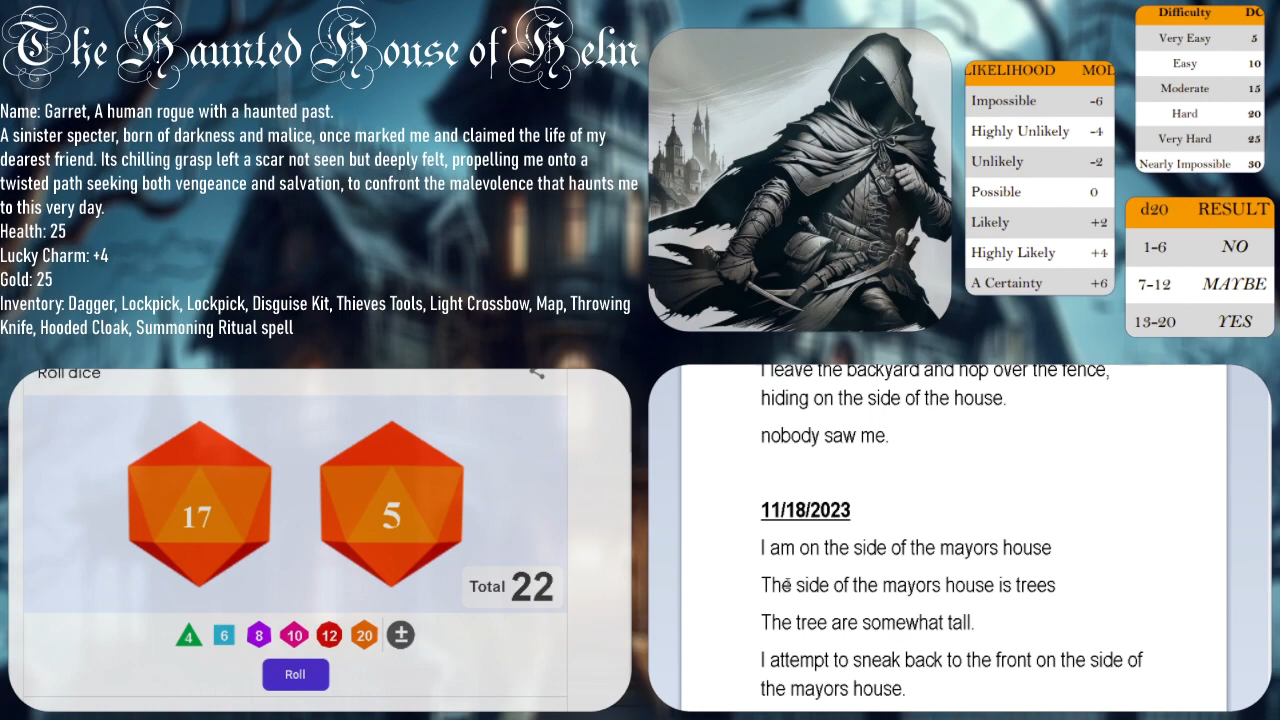 The Haunted House of Helm
Name: Garret, A human rogue with a haunted past.
A sinister specter, born of darkness and malice, once marked me and claimed the life of my
dearest friend. Its chilling grasp left a scar not seen but deeply felt, propelling me onto a
twisted path seeking both vengeance and salvation, to confront the malevolence that haunts me
to this very day.
Health: 25
Lucky Charm: +4
Gold: 25
Inventory: Dagger, Lockpick, Lockpick, Disguise Kit, Thieves Tools, Light Crossbow, Map, Throwing
Knife, Hooded Cloak, Summoning Ritual spell
LIKELIHOOD MOD
Impossible -6
Highly Unlikely -4
Unlikely -2
Possible 0
Likely +2
Highly Likely +4
A Certainty +6
Difficulty DC
Very Easy 5
Easy 10
Moderate 15
Hard 20
Very Hard 25
Nearly Impossible 30
d20 RESULT
1-6 NO
7-12 MAYBE
13-20 YES
Roll dice
17 5
Total 22
4 6 8 10 12 20 ±
Roll
I leave the backyard and hop over the fence,
hiding on the side of the house.
nobody saw me.
11/18/2023
I am on the side of the mayors house
The side of the mayors house is trees
The tree are somewhat tall.
I attempt to sneak back to the front on the side of
the mayors house.